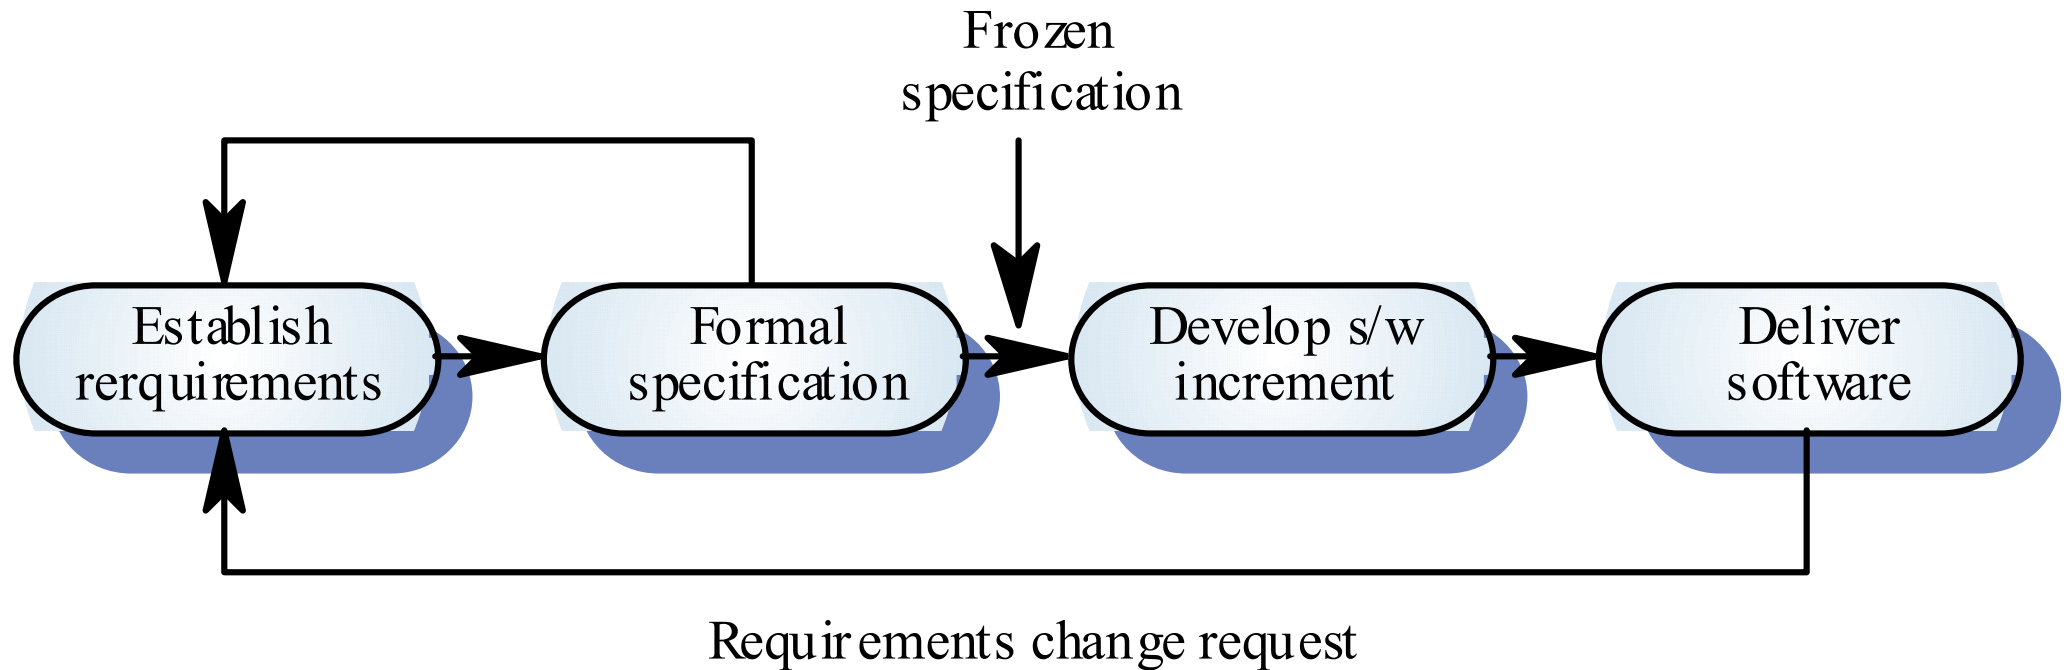 Frozen
specification
Establish
rerquirements
Formal
specification
Develop s/w
increment
Deliver
software
Requirements change request